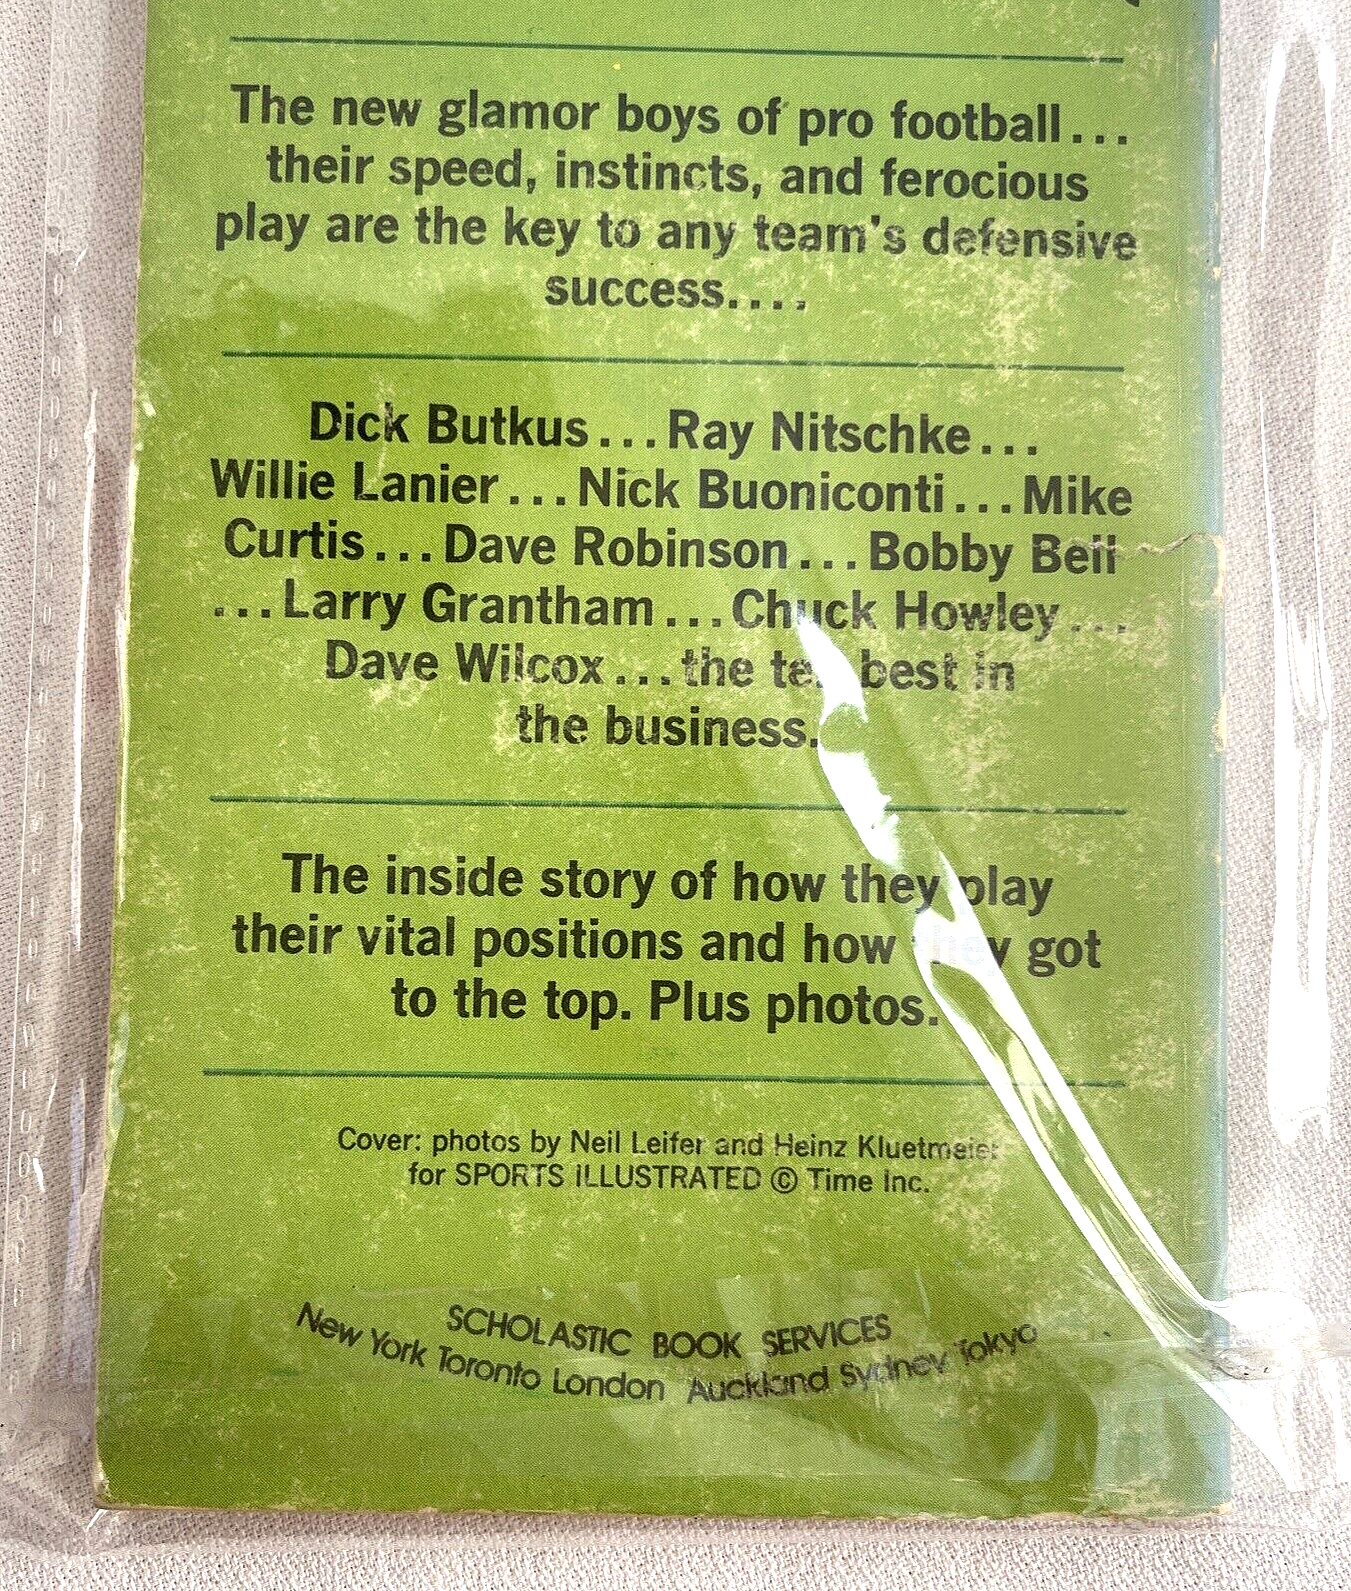 The new glamor boys of pro football...
their speed, instincts, and ferocious
play are the key to any team's defensive
success....
Dick Butkus...Ray Nitschke...
Willie Lanier...Nick Buoniconti...Mike
Curtis...Dave Robinson...Bobby Bell
...Larry Grantham...Chuck Howley...
Dave Wilcox...the ten best in
the business.
The inside story of how they play
their vital positions and how they got
to the top. Plus photos.
Cover: photos by Neil Leifer and Heinz Kluetmeier
for SPORTS ILLUSTRATED © Time Inc.
SCHOLASTIC BOOK SERVICES
New York Toronto London Auckland Sydney Tokyo